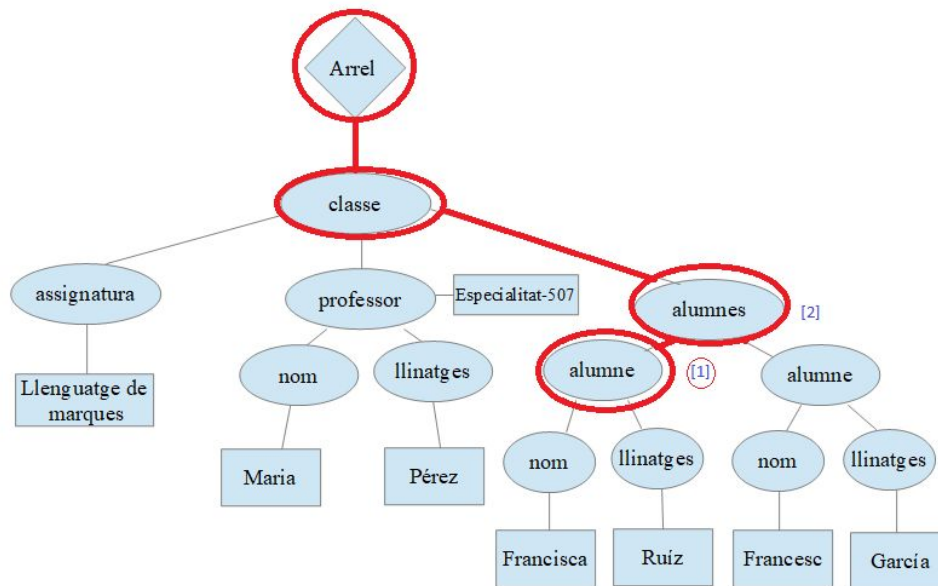 Arrel
classe
assignatura
professor
Especialitat-507
alumnes
[2]
nom
llinatges
alumne
[1]
alumne
Llenguatge de
marques
Maria
Pérez
nom
llinatges
nom
llinatges
Francisca
Ruíz
Francesc
García